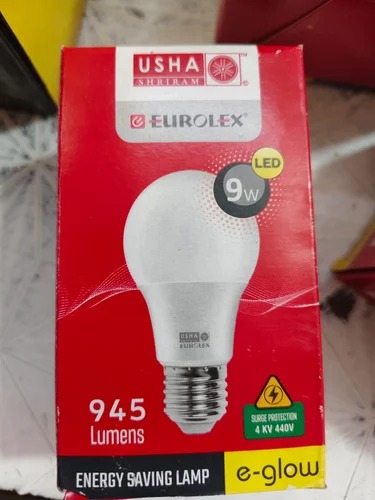 USHA
SHRIRAM
EUROLEX
LED
9W
USHA
EUROLEX
945
Lumens
SURGE PROTECTION
4 KV 440V
ENERGY SAVING LAMP
e-glow